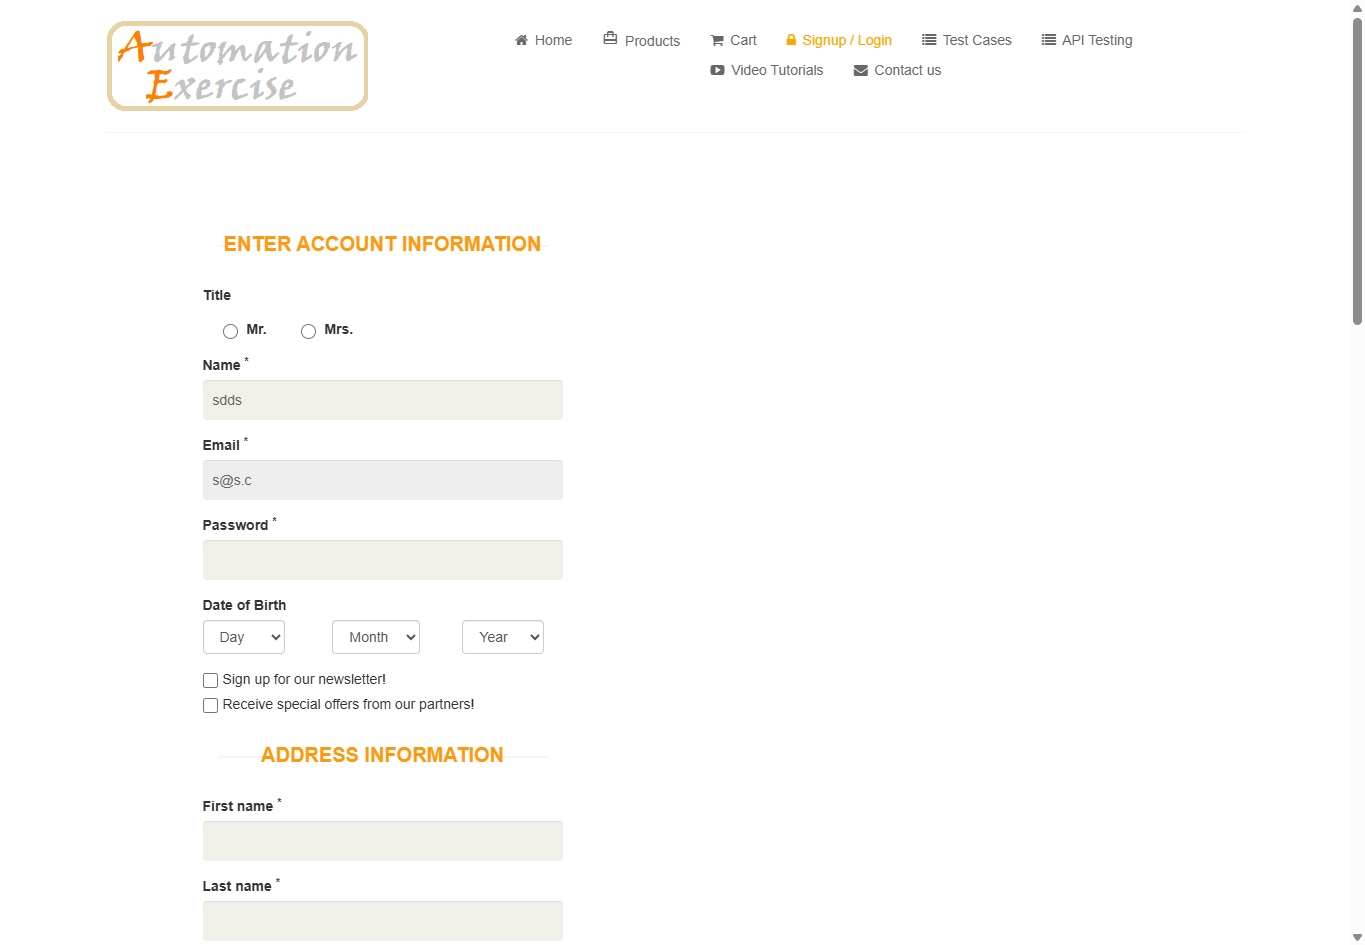 Automation
Exercise
Home Products Cart Signup / Login Test Cases API Testing
Video Tutorials Contact us
ENTER ACCOUNT INFORMATION
Title
Mr. Mrs.
Name *
sdds
Email *
s@s.c
Password *
Date of Birth
Day Month Year
Sign up for our newsletter!
Receive special offers from our partners!
ADDRESS INFORMATION
First name *
Last name *